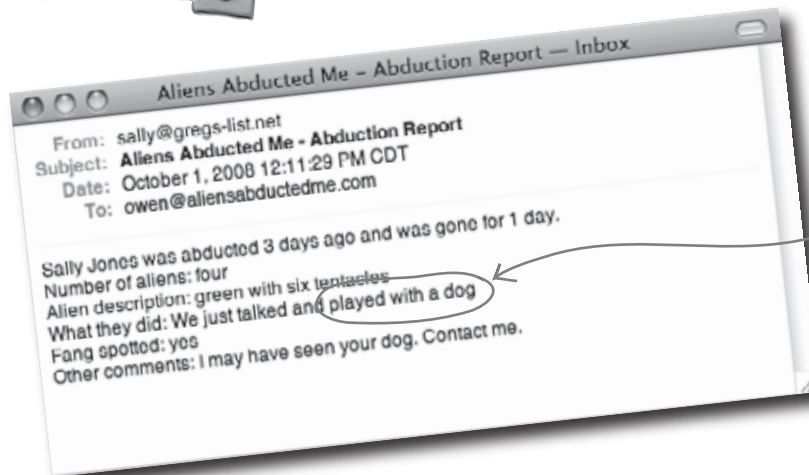 Aliens Abducted Me - Abduction Report — Inbox
From: sally@gregs-list.net
Subject: Aliens Abducted Me - Abduction Report
Date: October 1, 2008 12:11:29 PM CDT
To: owen@aliensabductedme.com
Sally Jones was abducted 3 days ago and was gone for 1 day.
Number of aliens: four
Alien description: green with six tentacles
What they did: We just talked and played with a dog
Fang spotted: yes
Other comments: I may have seen your dog. Contact me.